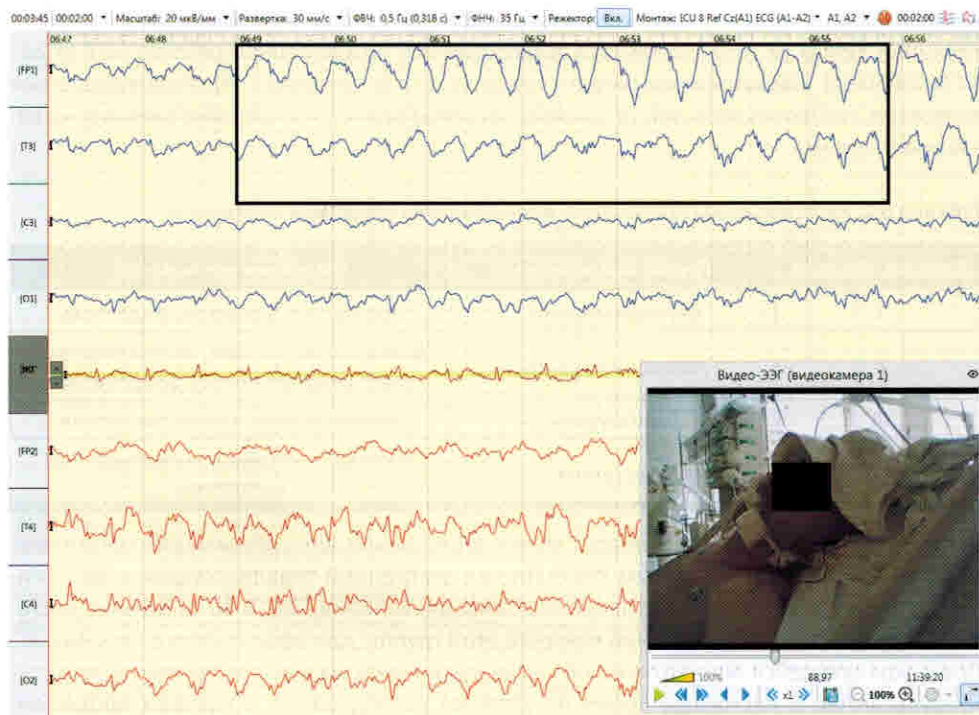 00:03:45 00:02:00 Масштаб: 20 мкВ/мм Развертка: 30 мм/с ФВЧ: 0,5 Гц (0,318 с) ФНЧ: 35 Гц Режектор: Вкл. Монтаж: ICU 8 Ref Cz(A1) ECG (A1-A2) A1, A2 00:02:00
06:47 06:48 06:49 06:50 06:51 06:52 06:53 06:54 06:55 06:56
[FP1]
[T3]
[C3]
[O1]
[FP2]
[T4]
[C4]
[O2]
Видео-ЭЭГ (видеокамера 1)
100% 88,97 11:39:20
x1 100%